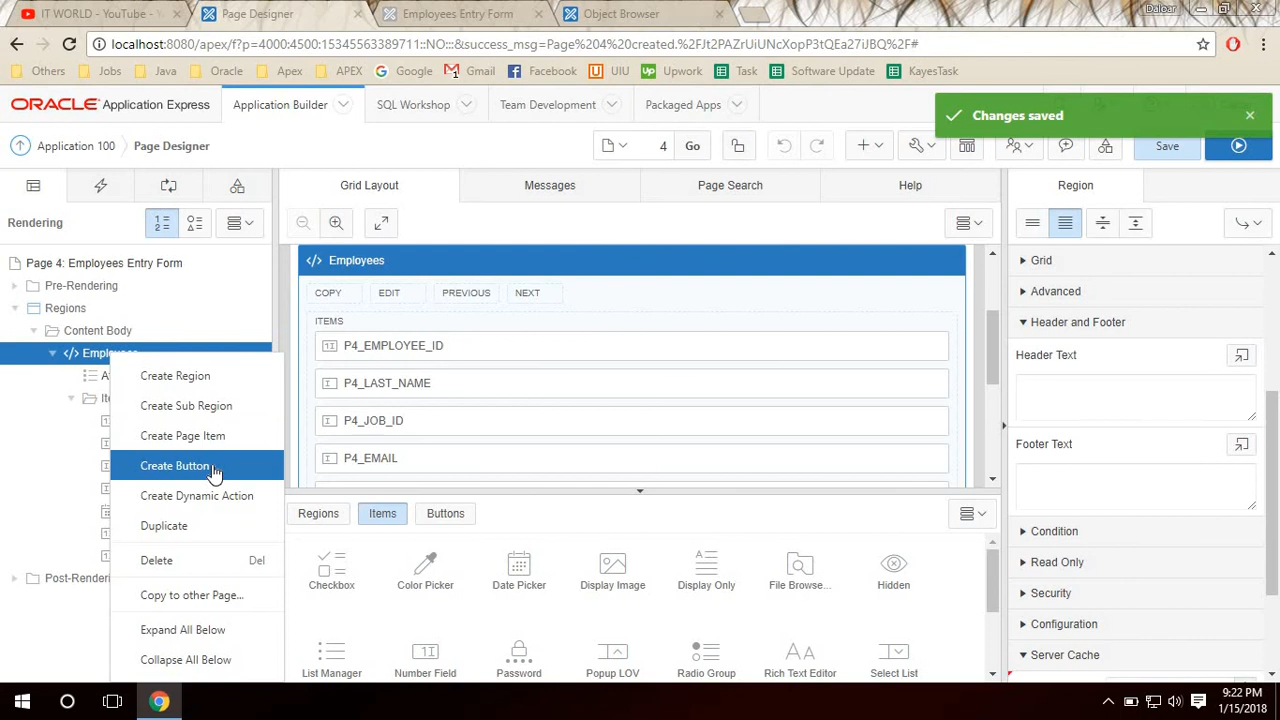 IT WORLD - YouTube - ×
Page Designer ×
Employees Entry Form ×
Object Browser ×
Daloar
localhost:8080/apex/f?p=4000:4500:15345563389711::NO:::&success_msg=Page%204%20created.%2FJt2PAZrUiUNcXopP3tQEa27iJBQ%2F#
Others Jobs Java Oracle Apex APEX Google Gmail Facebook UIU Upwork Task Software Update KayesTask
ORACLE Application Express
Application Builder
SQL Workshop
Team Development
Packaged Apps
Changes saved ×
Application 100
Page Designer
4
Go
Save
Grid Layout
Messages
Page Search
Help
Region
Rendering
Page 4: Employees Entry Form
Pre-Rendering
Regions
Content Body
Create Region
Create Sub Region
Create Page Item
Create Button
Create Dynamic Action
Duplicate
Delete Del
Copy to other Page...
Expand All Below
Collapse All Below
Employees
COPY
EDIT
PREVIOUS
NEXT
ITEMS
P4_EMPLOYEE_ID
P4_LAST_NAME
P4_JOB_ID
P4_EMAIL
Regions
Items
Buttons
Checkbox
Color Picker
Date Picker
Display Image
Display Only
File Browse...
Hidden
List Manager
Number Field
Password
Popup LOV
Radio Group
Rich Text Editor
Select List
Grid
Advanced
Header and Footer
Header Text
Footer Text
Condition
Read Only
Security
Configuration
Server Cache
9:22 PM
1/15/2018